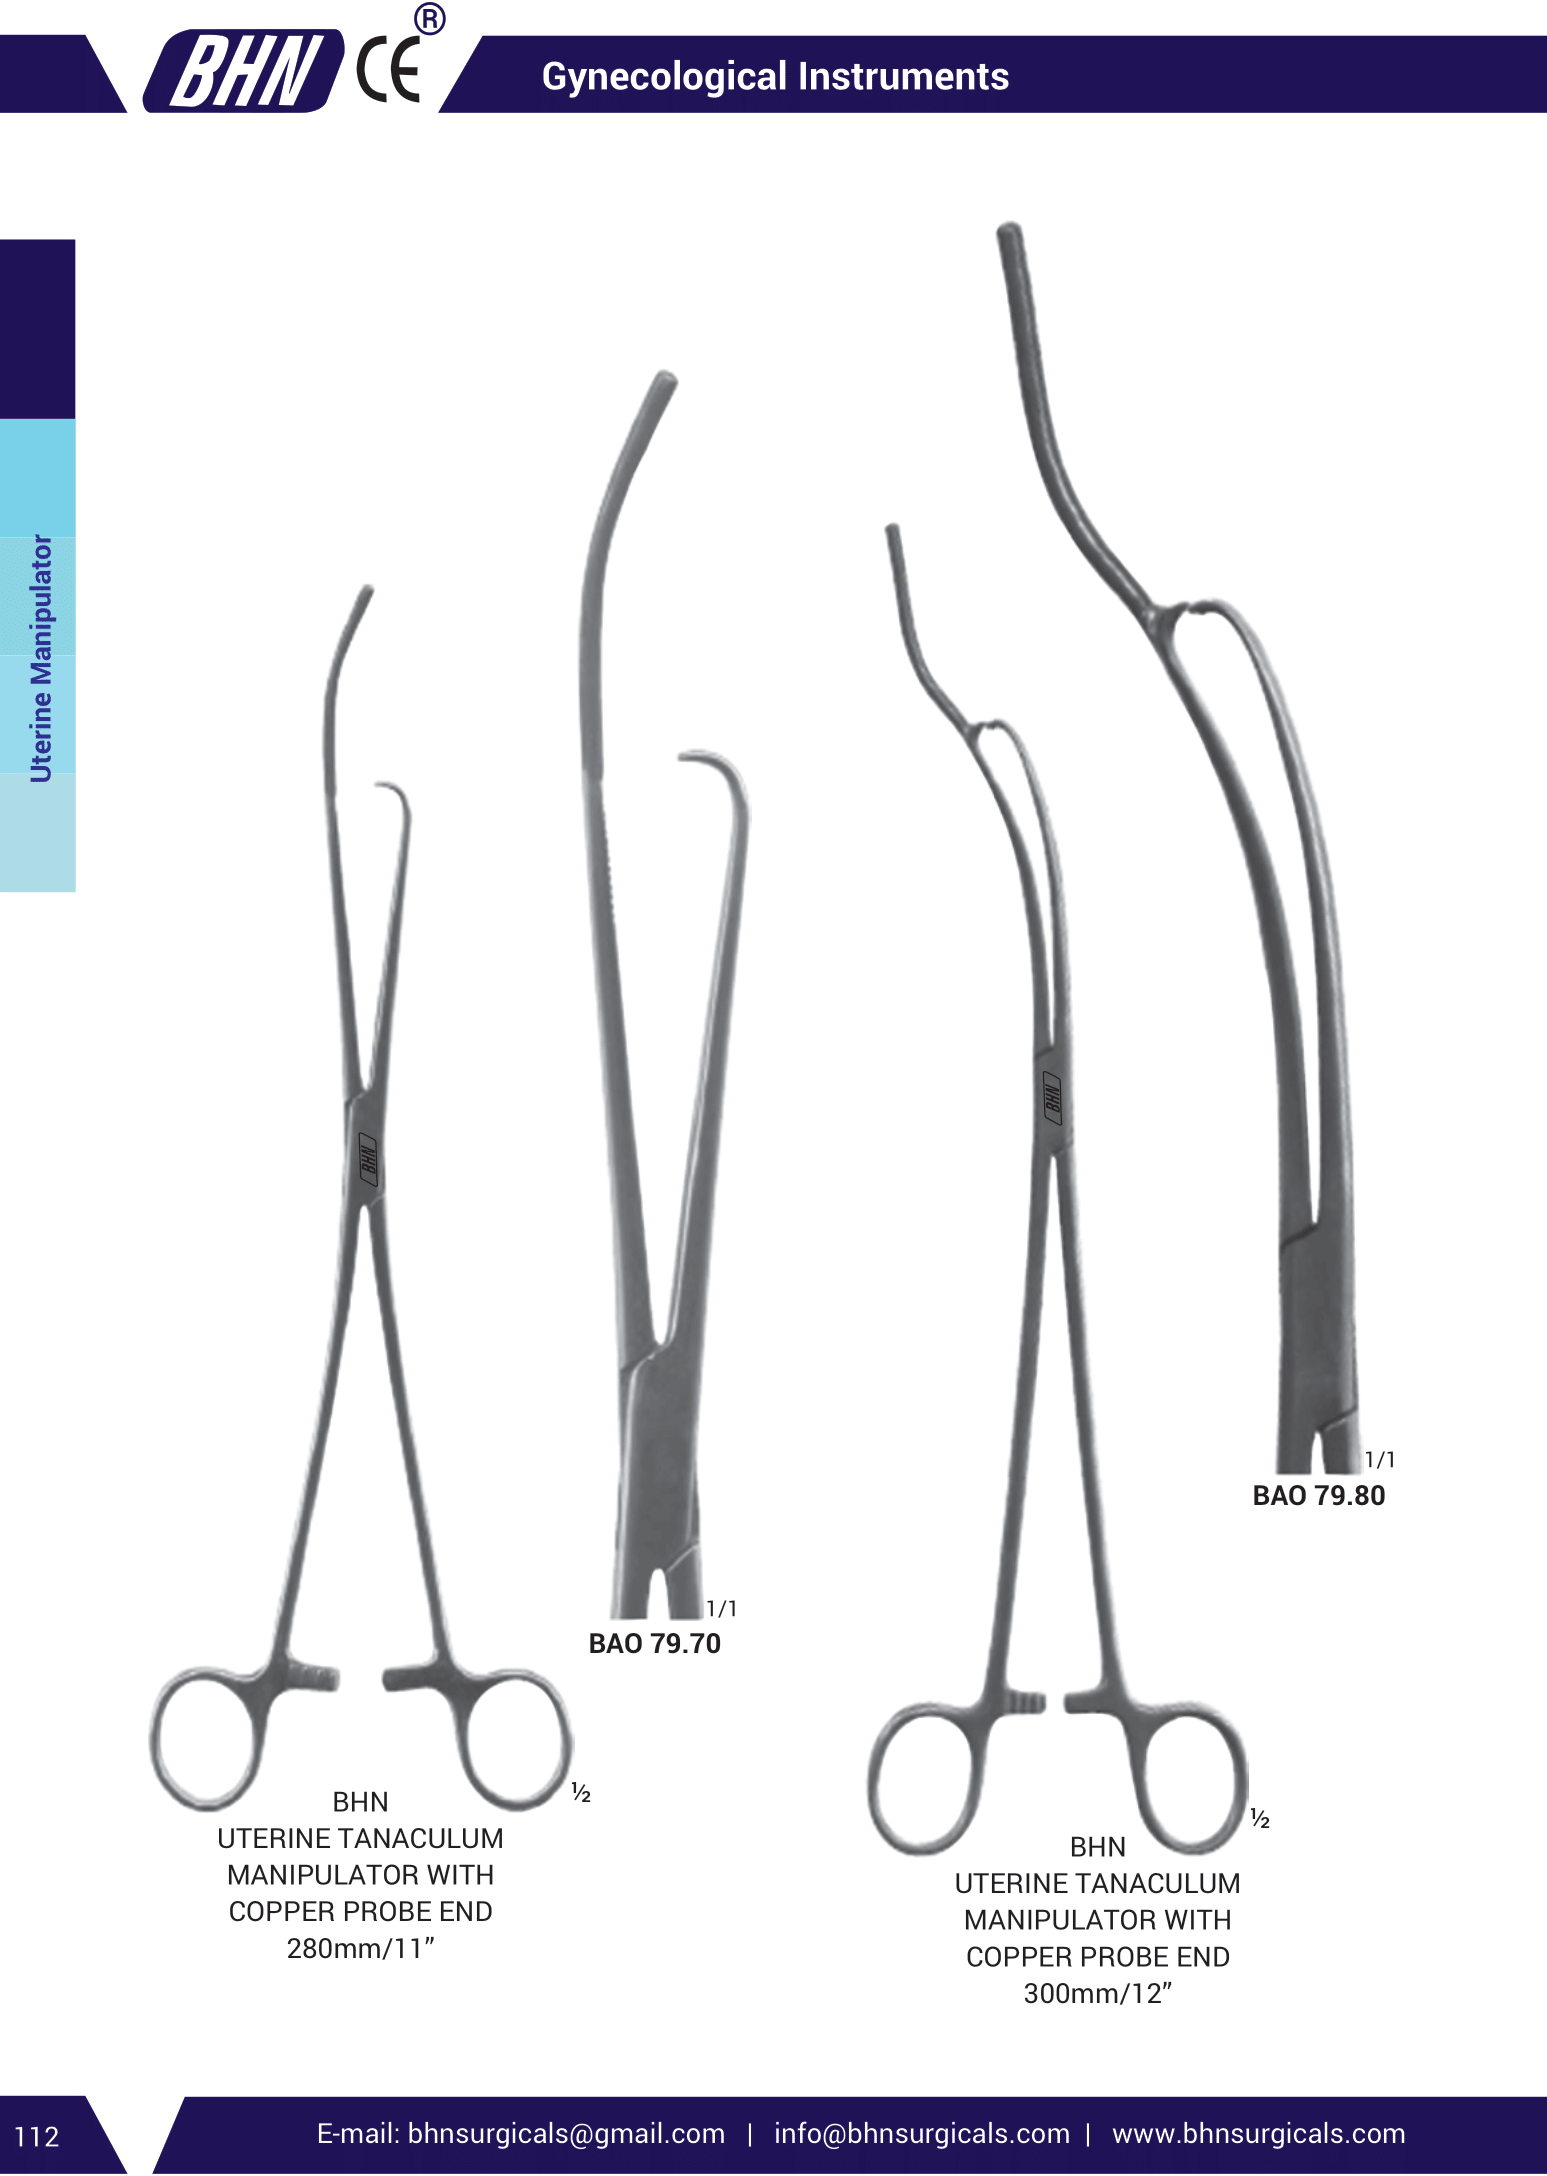 BHN CE ®
Gynecological Instruments
Uterine Manipulator
BHN
BHN
1/1
BAO 79.80
1/1
BAO 79.70
½
BHN
UTERINE TANACULUM
MANIPULATOR WITH
COPPER PROBE END
280mm/11”
½
BHN
UTERINE TANACULUM
MANIPULATOR WITH
COPPER PROBE END
300mm/12”
112
E-mail: bhnsurgicals@gmail.com | info@bhnsurgicals.com | www.bhnsurgicals.com